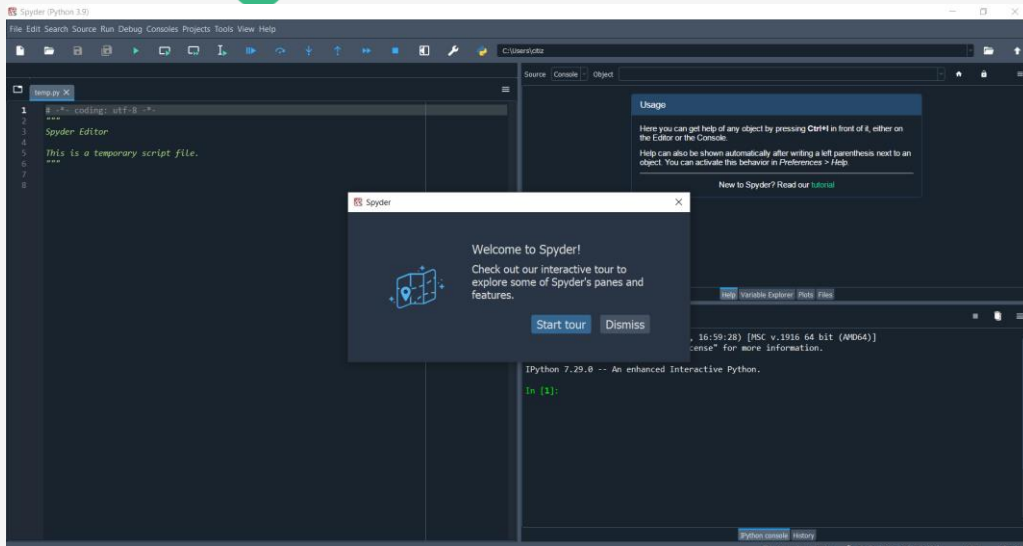 Spyder (Python 3.9)
File Edit Search Source Run Debug Consoles Projects Tools View Help
C:\Users\citiz
temp.py
1 # -*- coding: utf-8 -*-
2 """
3 Spyder Editor
4
5 This is a temporary script file.
6 """
7
8
Source Console Object
Usage
Here you can get help of any object by pressing Ctrl+I in front of it, either on
the Editor or the Console.
Help can also be shown automatically after writing a left parenthesis next to an
object. You can activate this behavior in Preferences > Help.
New to Spyder? Read our tutorial
Help Variable Explorer Plots Files
Spyder
Welcome to Spyder!
Check out our interactive tour to
explore some of Spyder's panes and
features.
Start tour Dismiss
, 16:59:28) [MSC v.1916 64 bit (AMD64)]
" for more information.
IPython 7.29.0 -- An enhanced Interactive Python.
In [1]:
IPython console History